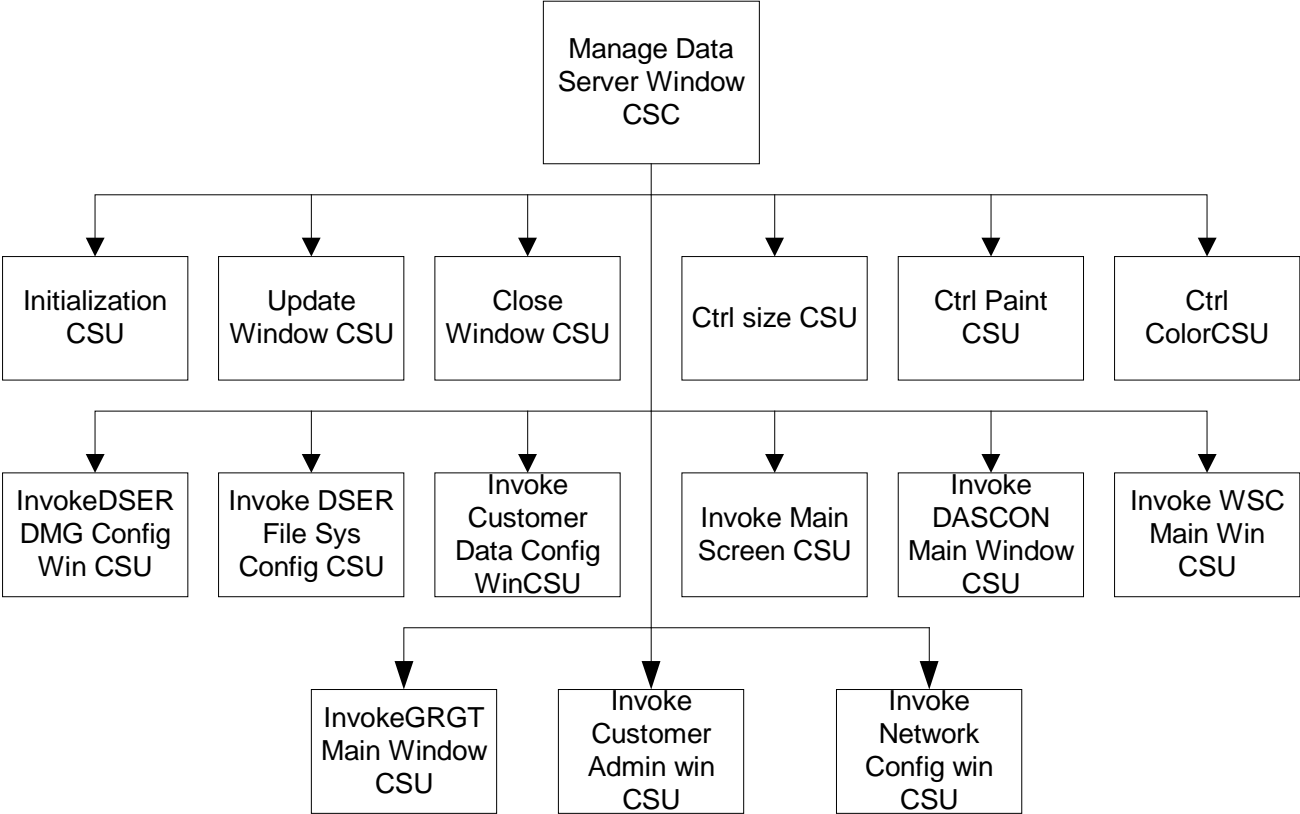 Manage Data
Server Window
CSC
Initialization
CSU
Update
Window CSU
Close
Window CSU
Ctrl size CSU
Ctrl Paint
CSU
Ctrl
ColorCSU
InvokeDSER
DMG Config
Win CSU
Invoke DSER
File Sys
Config CSU
Invoke
Customer
Data Config
WinCSU
Invoke Main
Screen CSU
Invoke
DASCON
Main Window
CSU
Invoke WSC
Main Win
CSU
InvokeGRGT
Main Window
CSU
Invoke
Customer
Admin win
CSU
Invoke
Network
Config win
CSU